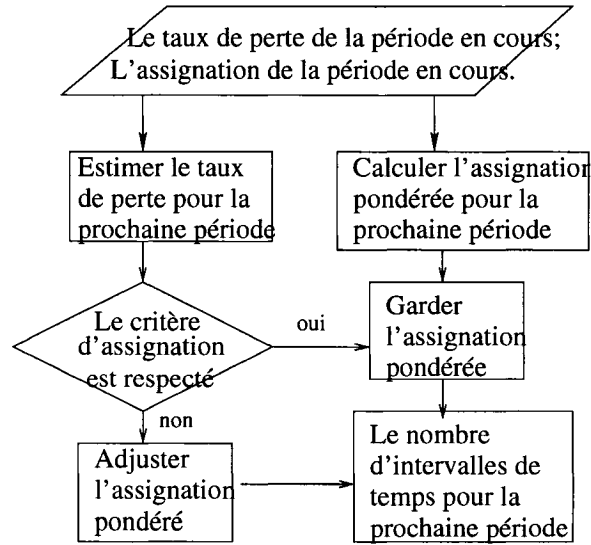 Le taux de perte de la période en cours;
L'assignation de la période en cours.
Estimer le taux
de perte pour la
prochaine période
Calculer l'assignation
pondérée pour la
prochaine période
Le critère
d'assignation
est respecté
oui
Garder
l'assignation
pondérée
non
Adjuster
l'assignation
pondéré
Le nombre
d'intervalles de
temps pour la
prochaine période